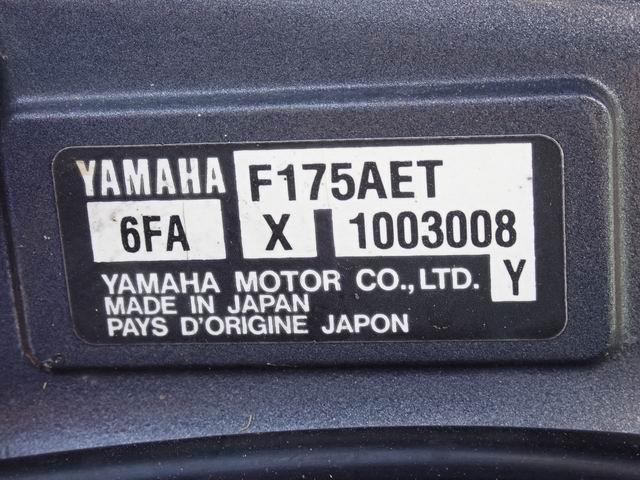 YAMAHA F175AET
6FA X 1003008
YAMAHA MOTOR CO.,LTD. Y
MADE IN JAPAN
PAYS D'ORIGINE JAPON